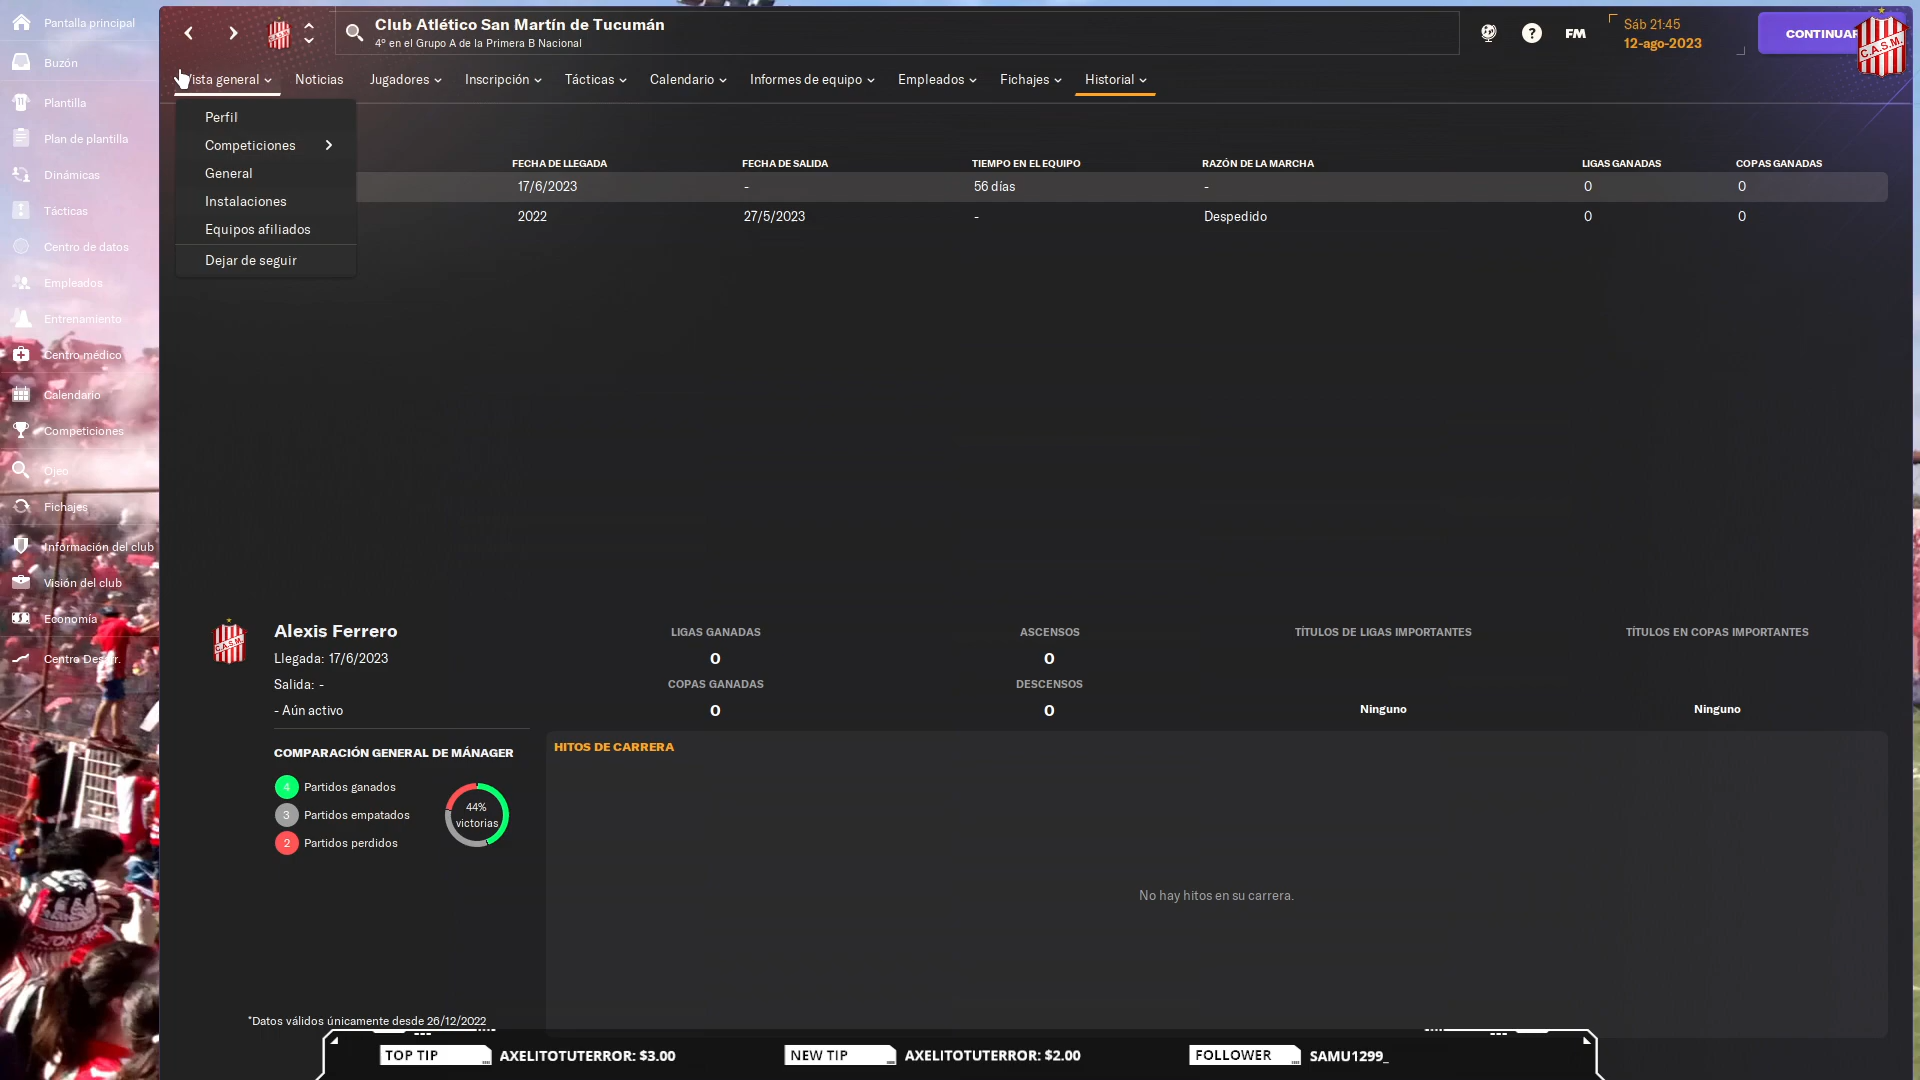 Pantalla principal
Buzón
Plantilla
Plan de plantilla
Dinámicas
Tácticas
Centro de datos
Empleados
Entrenamiento
Centro médico
Calendario
Competiciones
Ojeo
Fichajes
Información del club
Visión del club
Economía
Club Atlético San Martín de Tucumán
4º en el Grupo A de la Primera B Nacional
?
FM
Sáb 21:45
12-ago-2023
CONTINUAR
C.A.S.M.
Vista general
Noticias
Jugadores
Inscripción
Tácticas
Calendario
Informes de equipo
Empleados
Fichajes
Historial
Perfil
Competiciones
General
Instalaciones
Equipos afiliados
Dejar de seguir
FECHA DE LLEGADA FECHA DE SALIDA TIEMPO EN EL EQUIPO RAZÓN DE LA MARCHA LIGAS GANADAS COPAS GANADAS
17/6/2023 - 56 días - 0 0
2022 27/5/2023 - Despedido 0 0
C.A.S.M.
Alexis Ferrero
Llegada: 17/6/2023
Salida: -
- Aún activo
LIGAS GANADAS
0
COPAS GANADAS
0
ASCENSOS
0
DESCENSOS
0
TÍTULOS DE LIGAS IMPORTANTES
Ninguno
TÍTULOS EN COPAS IMPORTANTES
Ninguno
COMPARACIÓN GENERAL DE MÁNAGER
4 Partidos ganados
3 Partidos empatados
2 Partidos perdidos
44%
victorias
HITOS DE CARRERA
No hay hitos en su carrera.
*Datos válidos únicamente desde 26/12/2022
TOP TIP AXELITOTUTERROR: $3.00
NEW TIP AXELITOTUTERROR: $2.00
FOLLOWER SAMU1299_